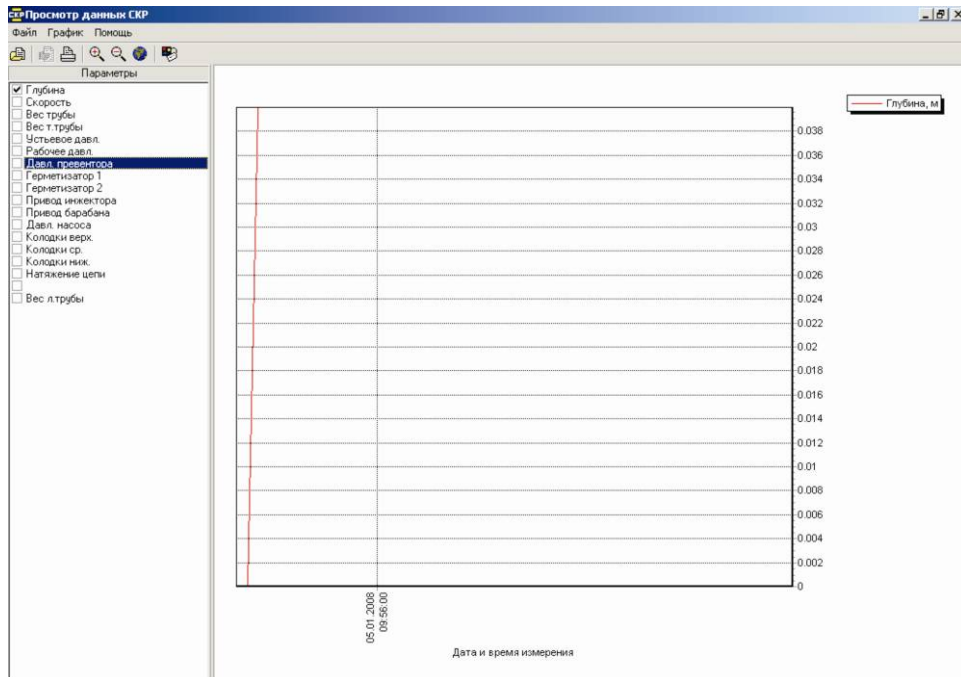 СКР Просмотр данных СКР
Файл График Помощь
Параметры
Глубина
Скорость
Вес трубы
Вес т.трубы
Устьевое давл.
Рабочее давл.
Давл. превентора
Герметизатор 1
Герметизатор 2
Привод инжектора
Привод барабана
Давл. насоса
Колодки верх.
Колодки ср.
Колодки ниж.
Натяжение цепи
Вес л.трубы
Глубина, м
0.038
0.036
0.034
0.032
0.03
0.028
0.026
0.024
0.022
0.02
0.018
0.016
0.014
0.012
0.01
0.008
0.006
0.004
0.002
0
05.01.2008
09:56:00
Дата и время измерения